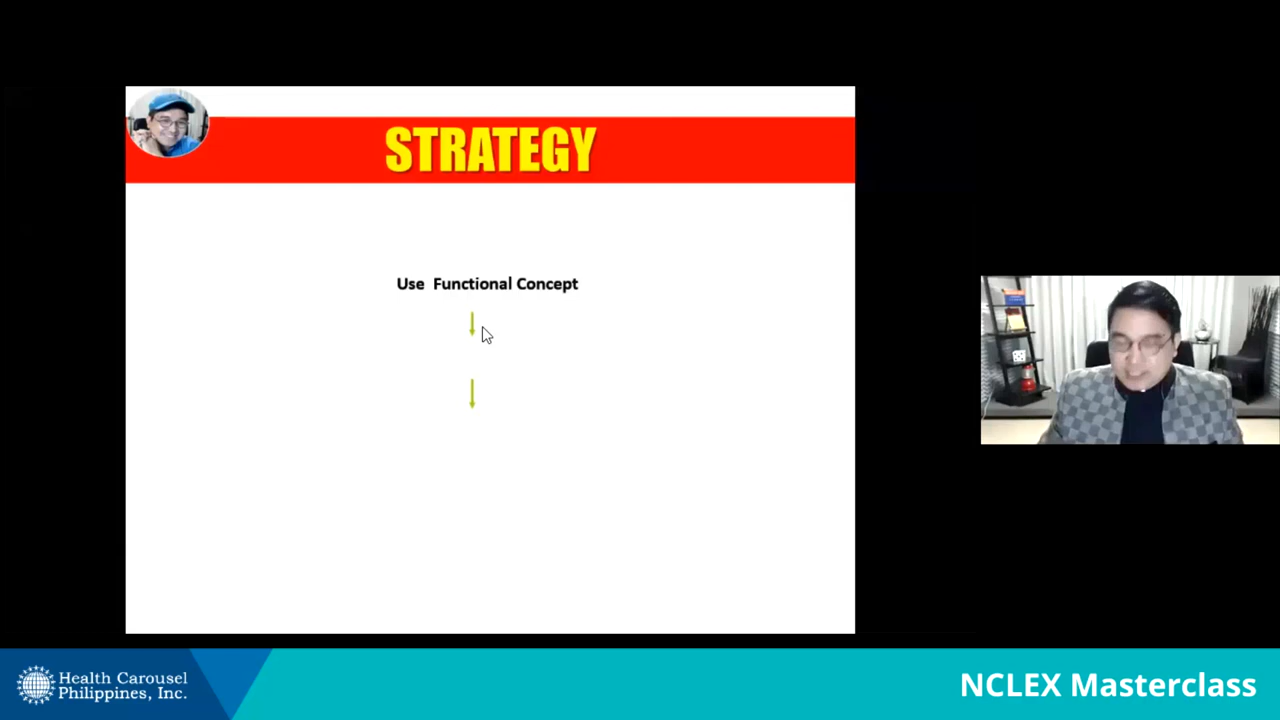 STRATEGY
Use Functional Concept
Health Carousel
Philippines, Inc.
NCLEX Masterclass